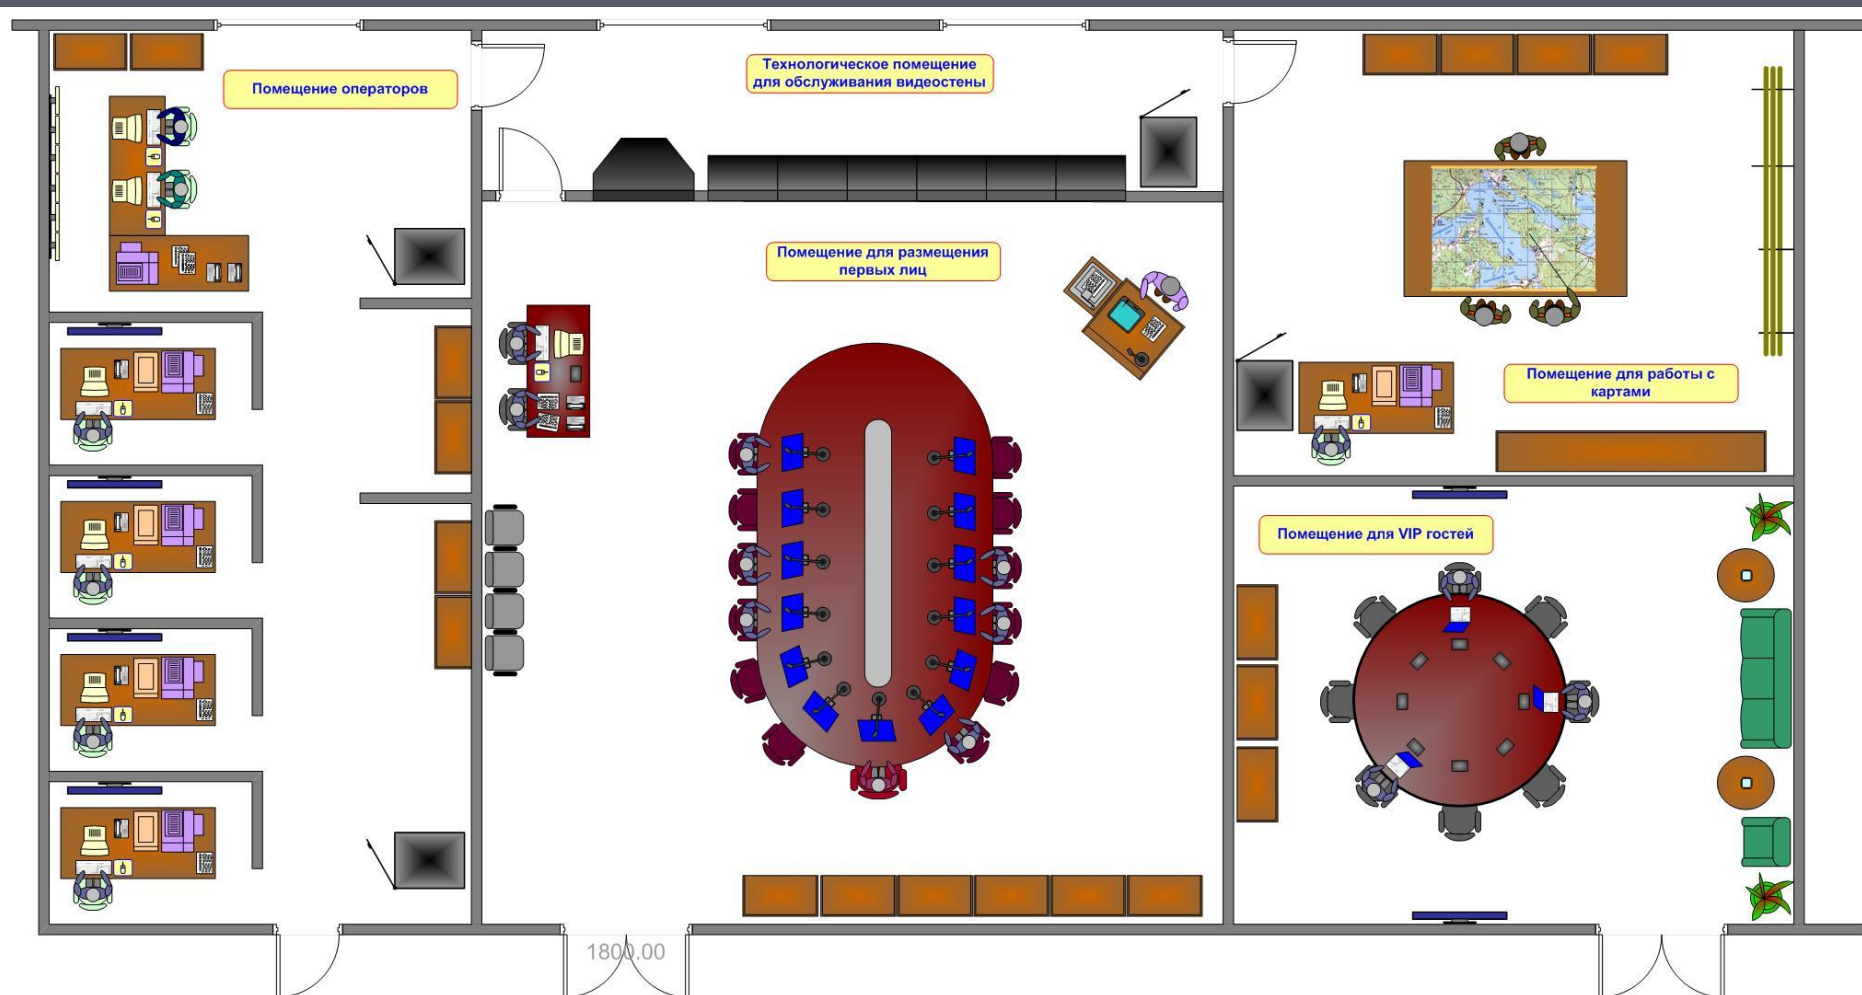 Технологическое помещение
для обслуживания видеостены
Помещение операторов
Помещение для размещения
первых лиц
Помещение для работы с
картами
Помещение для VIP гостей
1800.00